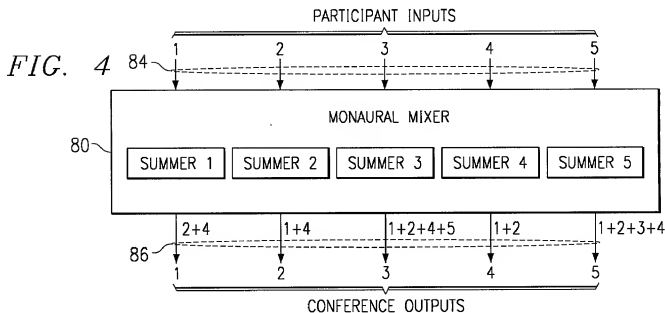 PARTICIPANT INPUTS
1 2 3 4 5
FIG. 4
84
MONAURAL MIXER
80
SUMMER 1 SUMMER 2 SUMMER 3 SUMMER 4 SUMMER 5
2+4 1+4 1+2+4+5 1+2 1+2+3+4
86
1 2 3 4 5
CONFERENCE OUTPUTS